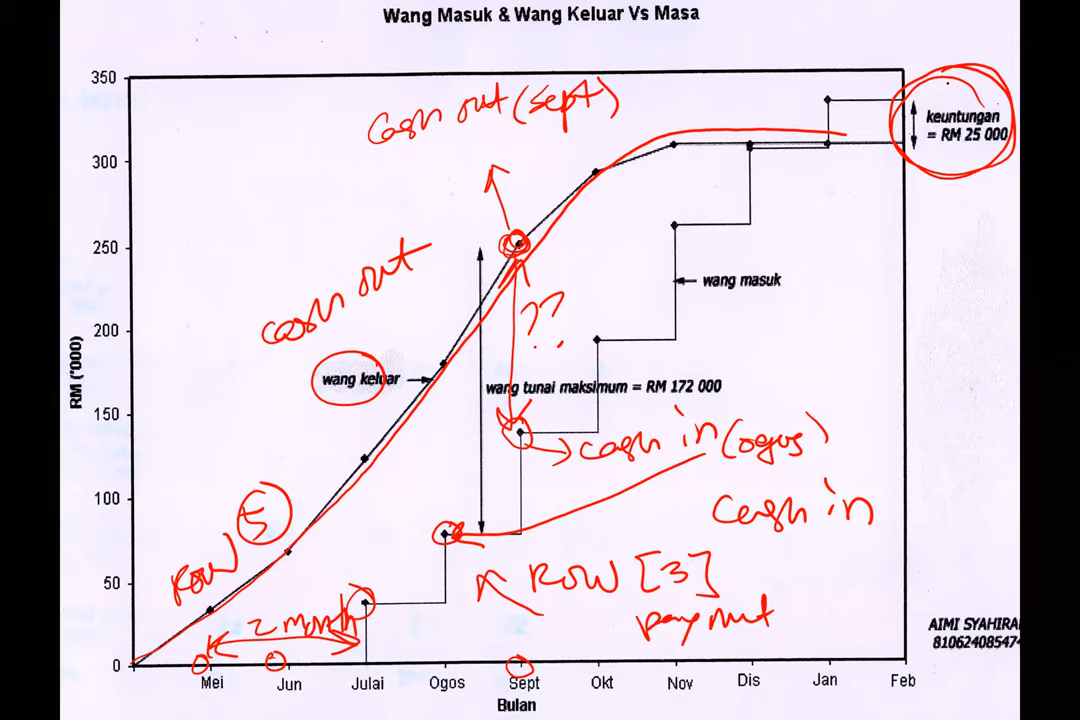 Wang Masuk & Wang Keluar Vs Masa
350
300
250
200
150
100
50
0
RM ('000)
Mei
Jun
Julai
Ogos
Sept
Okt
Nov
Dis
Jan
Feb
Bulan
keuntungan
= RM 25 000
wang masuk
wang keluar
wang tunai maksimum = RM 172 000
cash out (sept)
cash out
??
cash in (ogos)
cash in
ROW 5
2 month
ROW [3]
payment
AIMI SYAHIRA
810624085474